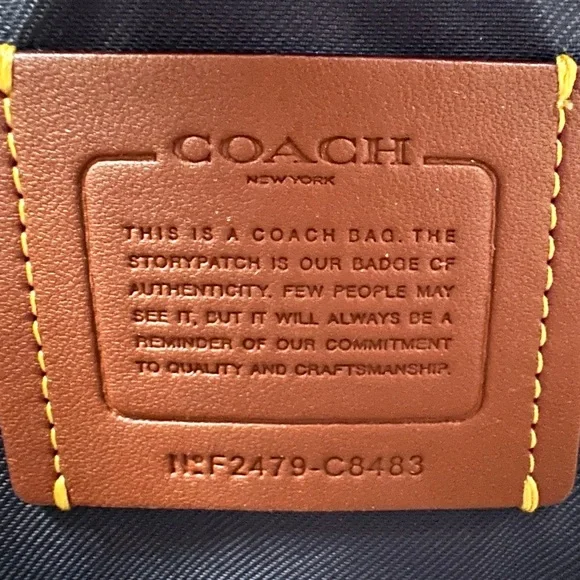 COACH
NEW YORK
THIS IS A COACH BAG. THE
STORYPATCH IS OUR BADGE OF
AUTHENTICITY. FEW PEOPLE MAY
SEE IT, BUT IT WILL ALWAYS BE A
REMINDER OF OUR COMMITMENT
TO QUALITY AND CRAFTSMANSHIP.
Nº F2479-C8483